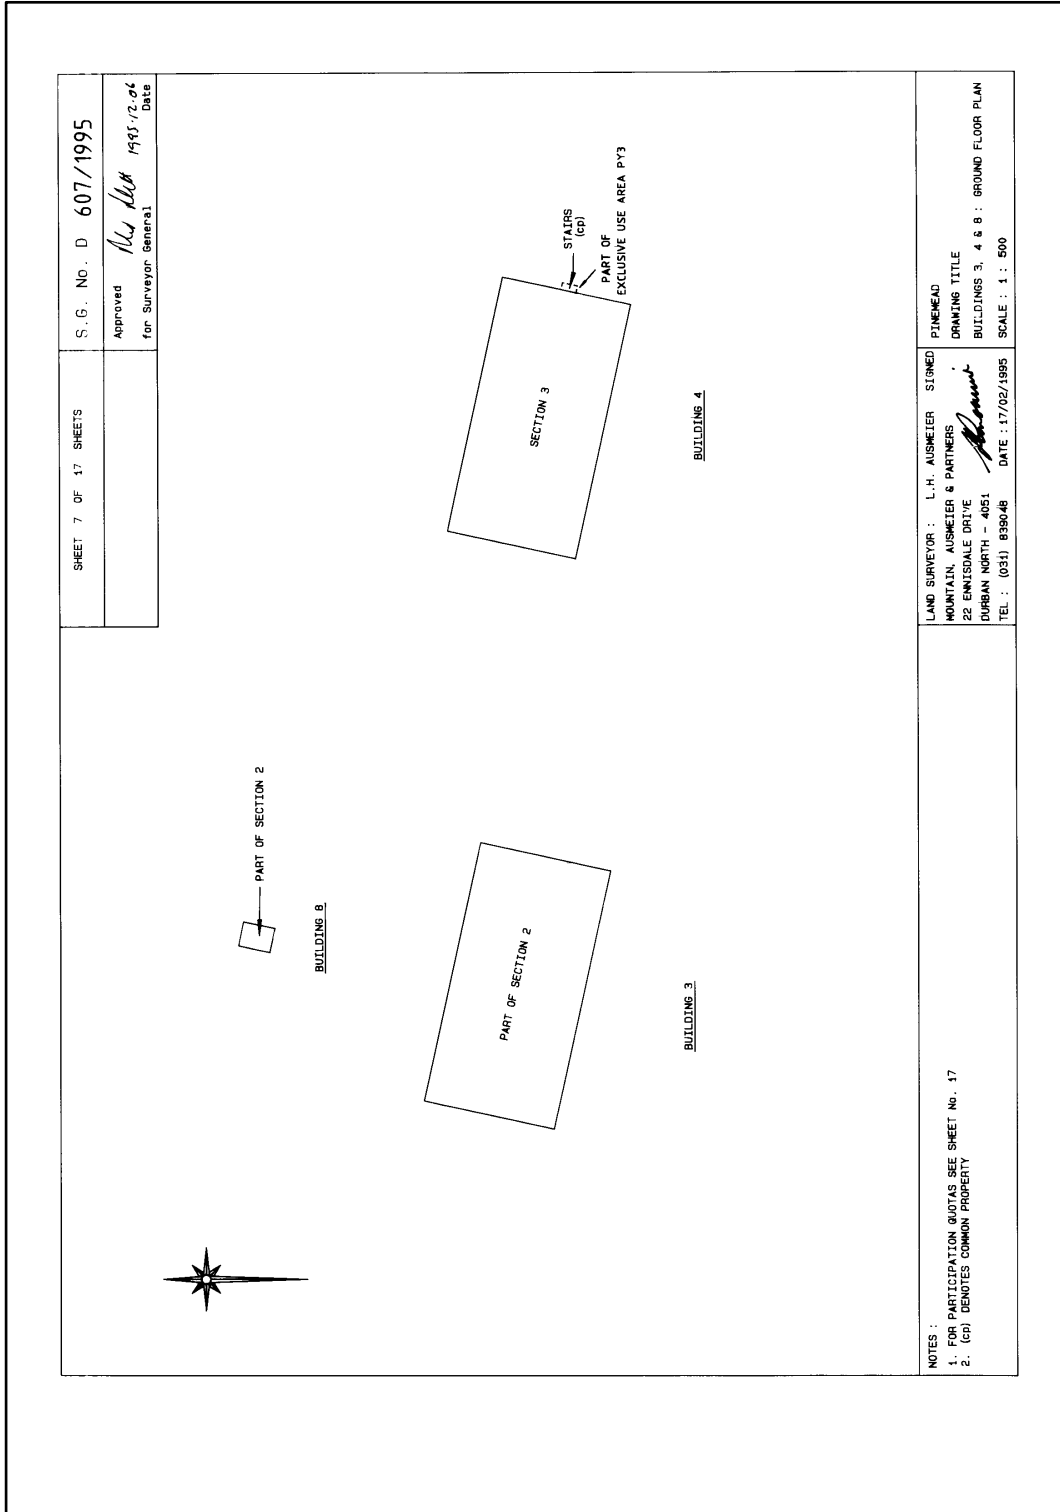 SHEET 7 OF 17 SHEETS
S.G. No. D 607/1995
Approved
1995-12-06
for Surveyor General
Date
PART OF SECTION 2
BUILDING 8
PART OF SECTION 2
BUILDING 3
SECTION 3
BUILDING 4
STAIRS
(cp)
PART OF
EXCLUSIVE USE AREA PY3
NOTES :
1. FOR PARTICIPATION QUOTAS SEE SHEET No. 17
2. (cp) DENOTES COMMON PROPERTY
LAND SURVEYOR : L.H. AUSMEIER SIGNED
MOUNTAIN, AUSMEIER & PARTNERS
22 ENNISDALE DRIVE
DURBAN NORTH - 4051
TEL : (031) 839048 DATE : 17/02/1995
PINEMEAD
DRAWING TITLE
BUILDINGS 3, 4 & 8 : GROUND FLOOR PLAN
SCALE : 1 : 500